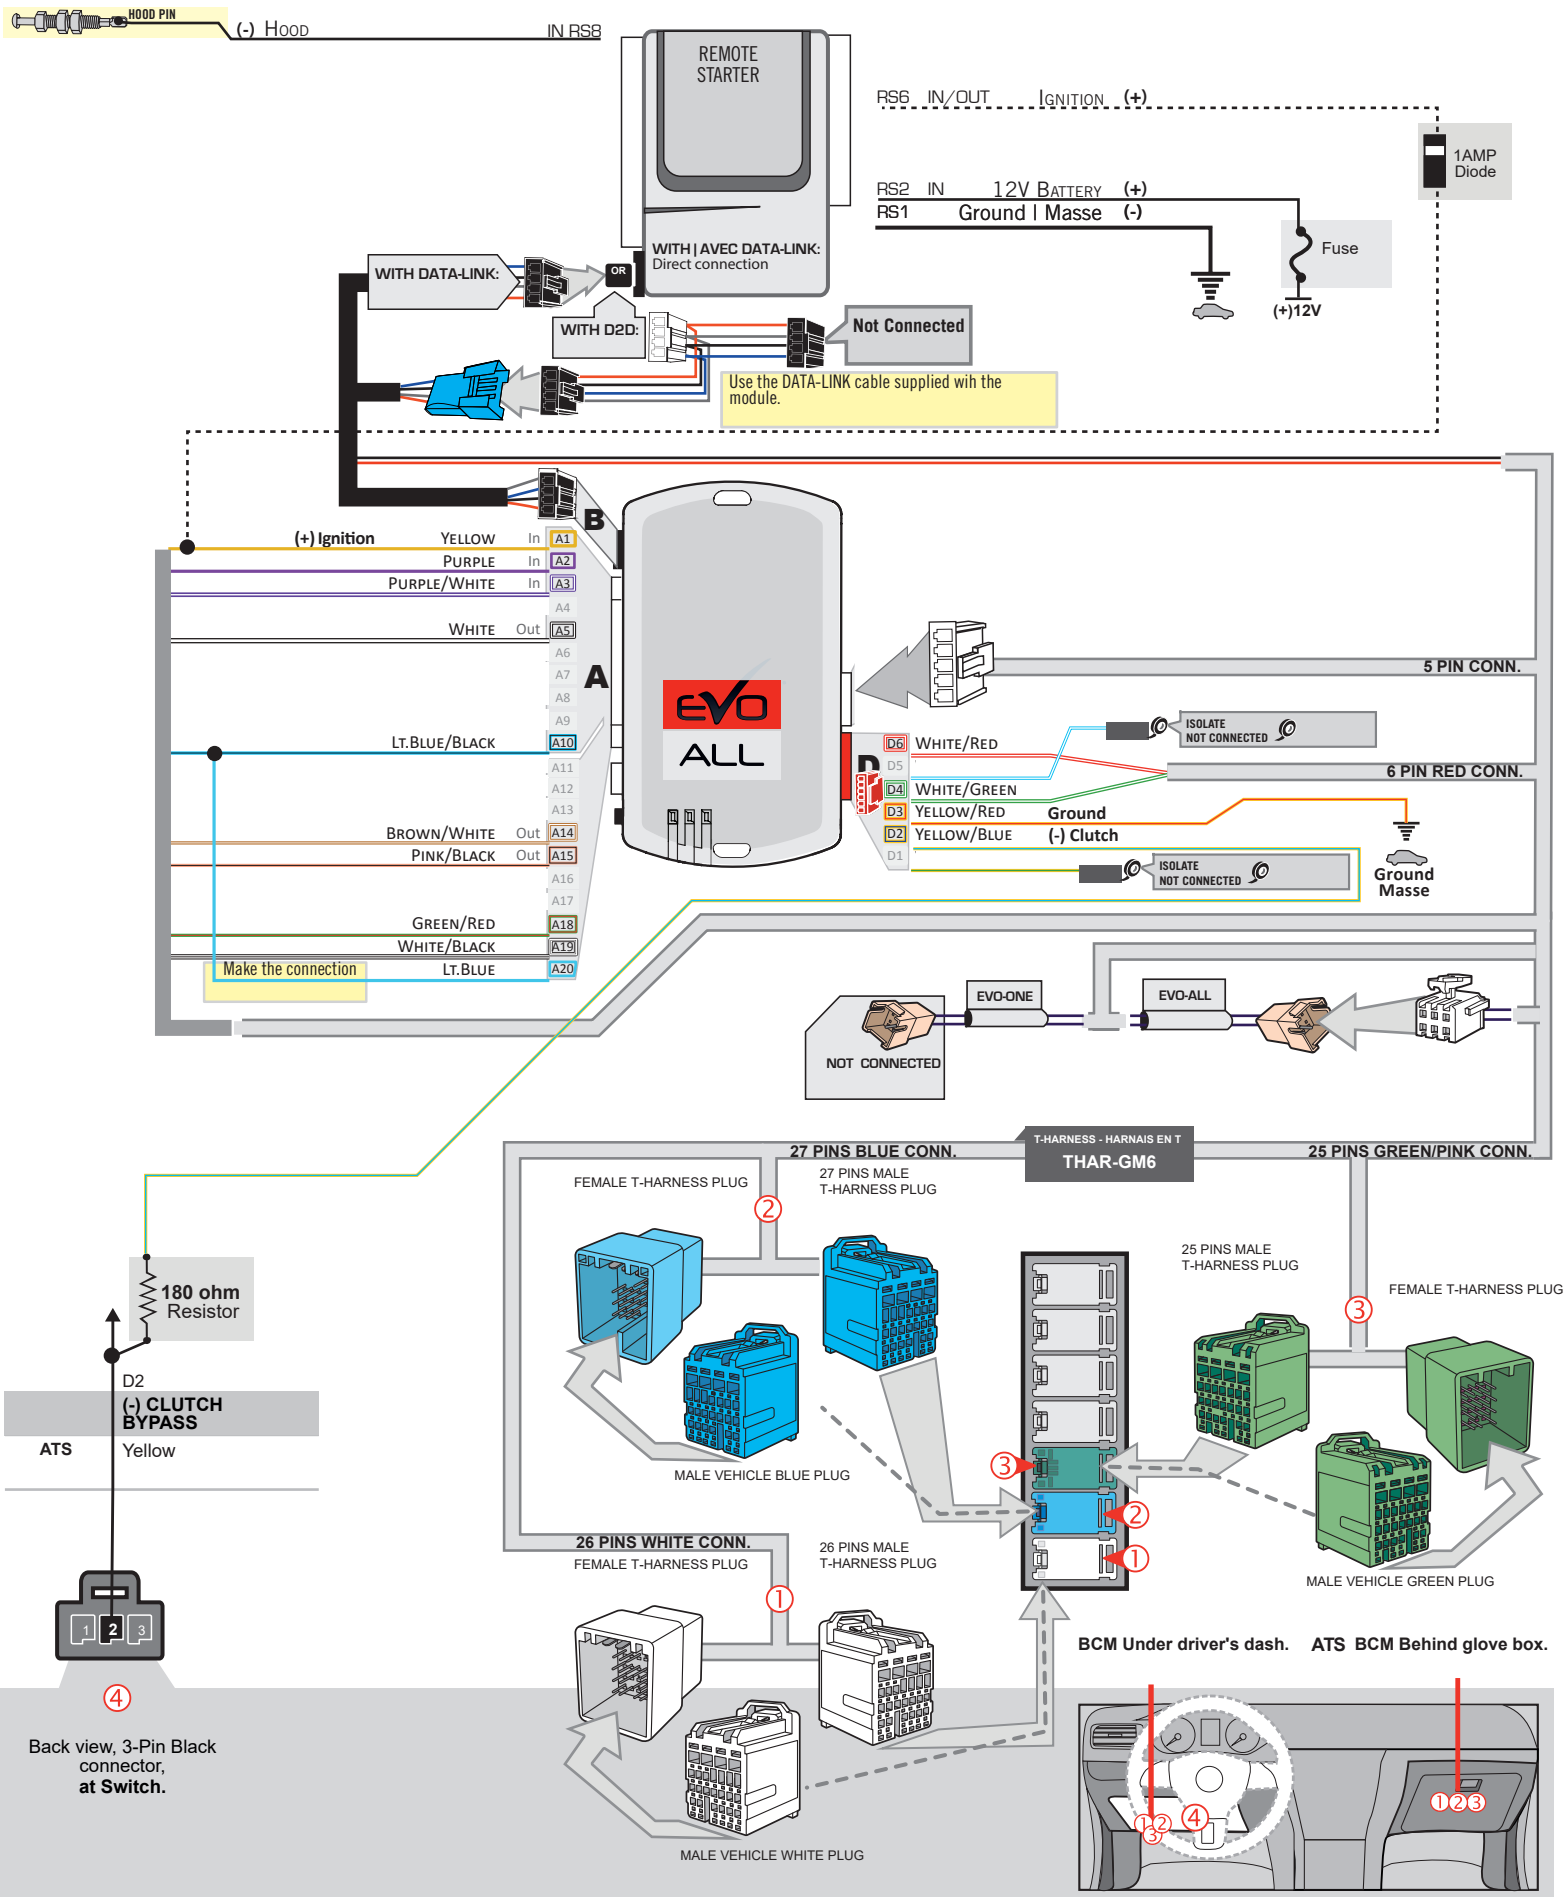 HOOD PIN
(-) Hood
IN RS8
REMOTE
STARTER
RS6 IN/OUT Ignition (+)
1AMP
Diode
RS2 IN 12V Battery (+)
RS1 Ground | Masse (-)
Fuse
(+)12V
WITH | AVEC DATA-LINK:
Direct connection
WITH DATA-LINK:
OR
WITH D2D:
Not Connected
Use the DATA-LINK cable supplied wih the
module.
B
(+) Ignition YELLOW In A1
PURPLE In A2
PURPLE/WHITE In A3
A4
WHITE Out A5
A6
A7
A8
A9
LT.BLUE/BLACK A10
A11
A12
A13
BROWN/WHITE Out A14
PINK/BLACK Out A15
A16
A17
GREEN/RED A18
WHITE/BLACK A19
LT.BLUE A20
Make the connection
A
EVO
ALL
5 PIN CONN.
ISOLATE
NOT CONNECTED
6 PIN RED CONN.
D
D6 WHITE/RED
D5
D4 WHITE/GREEN
D3 YELLOW/RED Ground
D2 YELLOW/BLUE (-) Clutch
D1
ISOLATE
NOT CONNECTED
Ground
Masse
EVO-ONE
EVO-ALL
NOT CONNECTED
T-HARNESS - HARNAIS EN T
THAR-GM6
27 PINS BLUE CONN.
25 PINS GREEN/PINK CONN.
FEMALE T-HARNESS PLUG
27 PINS MALE
T-HARNESS PLUG
2
25 PINS MALE
T-HARNESS PLUG
3
FEMALE T-HARNESS PLUG
MALE VEHICLE BLUE PLUG
3
2
1
MALE VEHICLE GREEN PLUG
26 PINS WHITE CONN.
FEMALE T-HARNESS PLUG
26 PINS MALE
T-HARNESS PLUG
1
MALE VEHICLE WHITE PLUG
180 ohm
Resistor
D2
(-) CLUTCH
BYPASS
ATS Yellow
1 2 3
4
Back view, 3-Pin Black
connector,
at Switch.
BCM Under driver's dash.
ATS BCM Behind glove box.
1 2
3
4
1 2 3